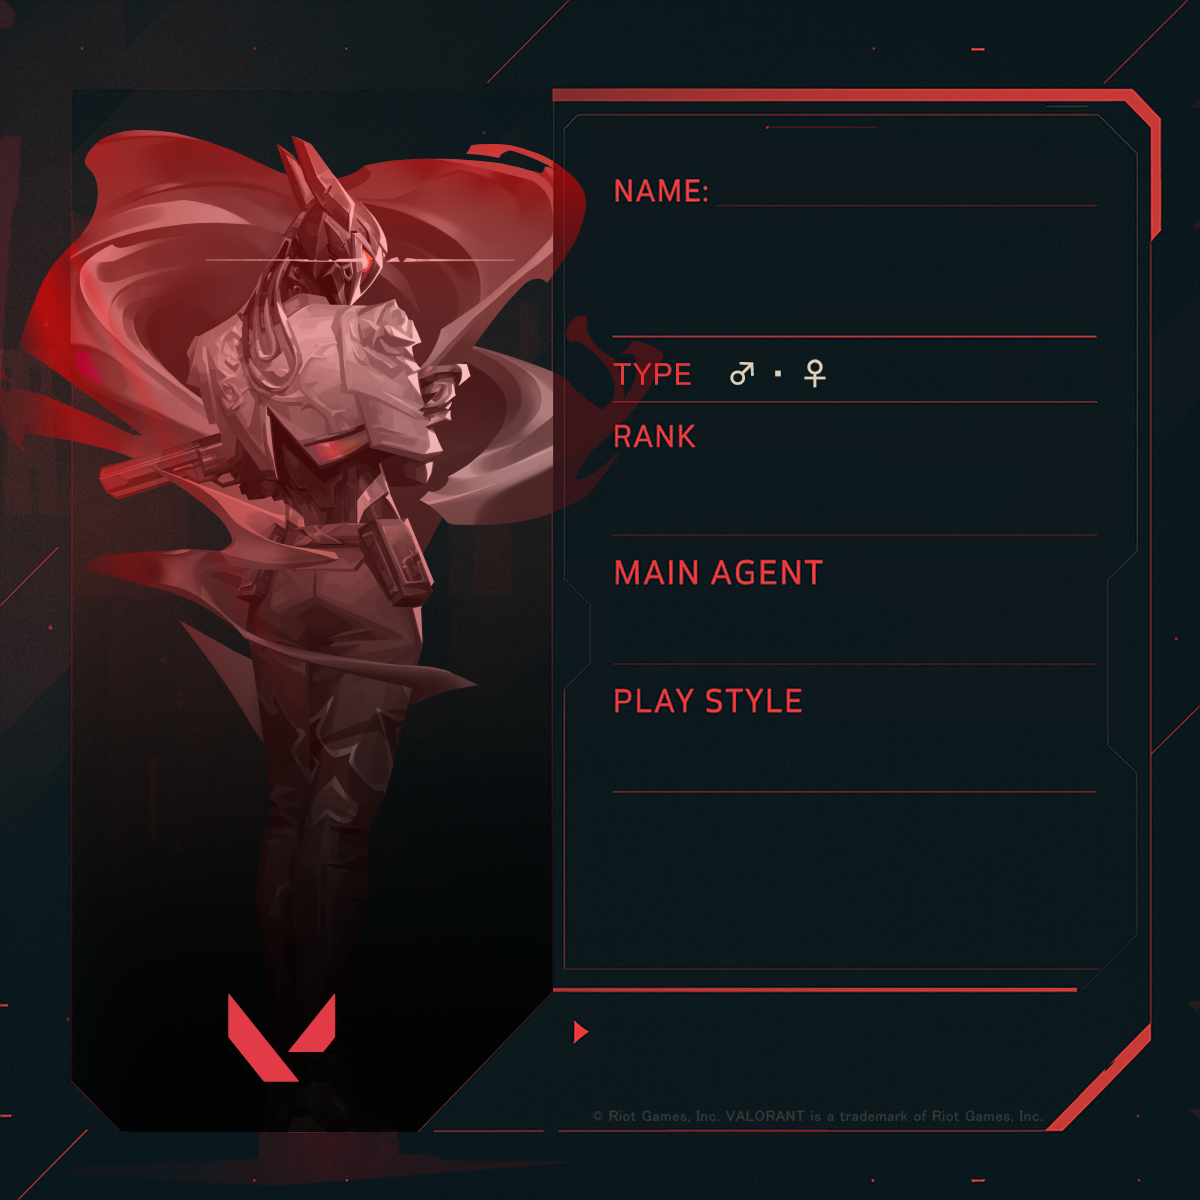 NAME:
TYPE ♂ · ♀
RANK
MAIN AGENT
PLAY STYLE
© Riot Games, Inc. VALORANT is a trademark of Riot Games, Inc.